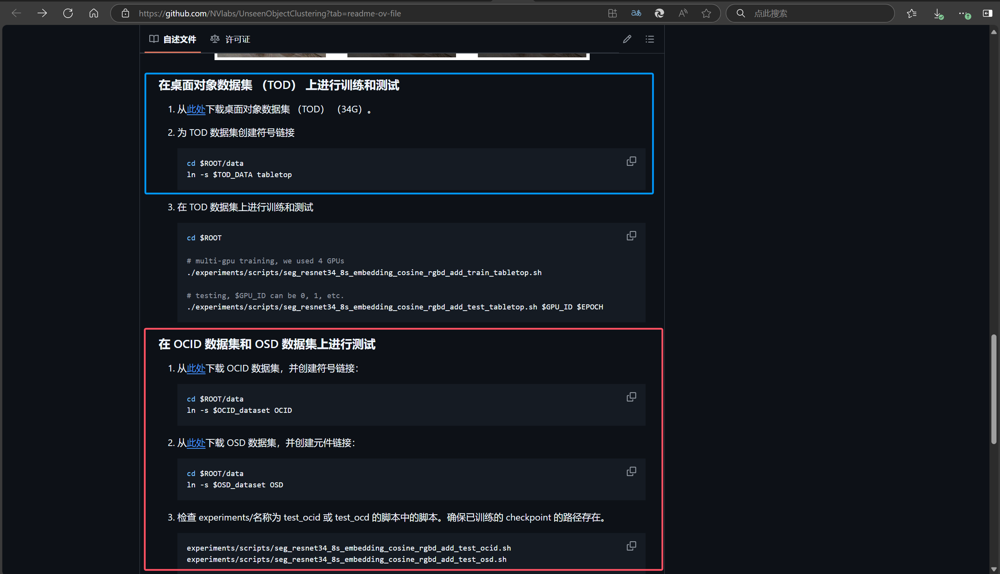 https://github.com/NVlabs/UnseenObjectClustering?tab=readme-ov-file
点此搜索
自述文件
许可证
在桌面对象数据集 （TOD） 上进行训练和测试
1. 从此处下载桌面对象数据集 （TOD） （34G）。
2. 为 TOD 数据集创建符号链接
cd $ROOT/data
ln -s $TOD_DATA tabletop
3. 在 TOD 数据集上进行训练和测试
cd $ROOT
# multi-gpu training, we used 4 GPUs
./experiments/scripts/seg_resnet34_8s_embedding_cosine_rgbd_add_train_tabletop.sh
# testing, $GPU_ID can be 0, 1, etc.
./experiments/scripts/seg_resnet34_8s_embedding_cosine_rgbd_add_test_tabletop.sh $GPU_ID $EPOCH
在 OCID 数据集和 OSD 数据集上进行测试
1. 从此处下载 OCID 数据集，并创建符号链接：
cd $ROOT/data
ln -s $OCID_dataset OCID
2. 从此处下载 OSD 数据集，并创建元件链接：
cd $ROOT/data
ln -s $OSD_dataset OSD
3. 检查 experiments/名称为 test_ocid 或 test_ocd 的脚本中的脚本。确保已训练的 checkpoint 的路径存在。
experiments/scripts/seg_resnet34_8s_embedding_cosine_rgbd_add_test_ocid.sh
experiments/scripts/seg_resnet34_8s_embedding_cosine_rgbd_add_test_osd.sh